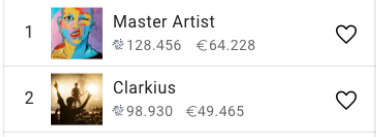 1
Master Artist
128.456 €64.228
2
Clarkius
98.930 €49.465